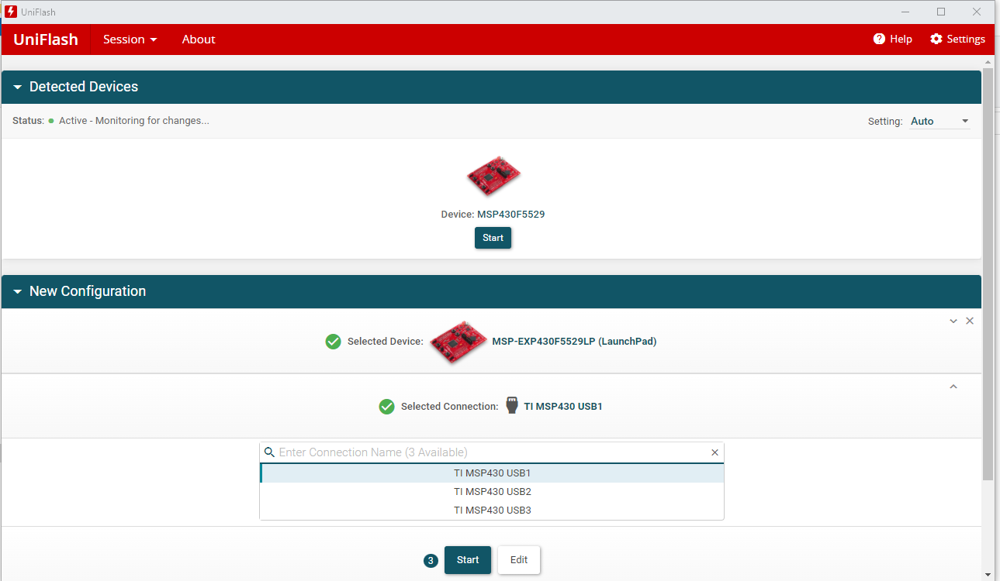 UniFlash
UniFlash Session About Help Settings
Detected Devices
Status: Active - Monitoring for changes... Setting: Auto
Device: MSP430F5529
Start
New Configuration
Selected Device: MSP-EXP430F5529LP (LaunchPad)
Selected Connection: TI MSP430 USB1
Enter Connection Name (3 Available)
TI MSP430 USB1
TI MSP430 USB2
TI MSP430 USB3
3 Start Edit